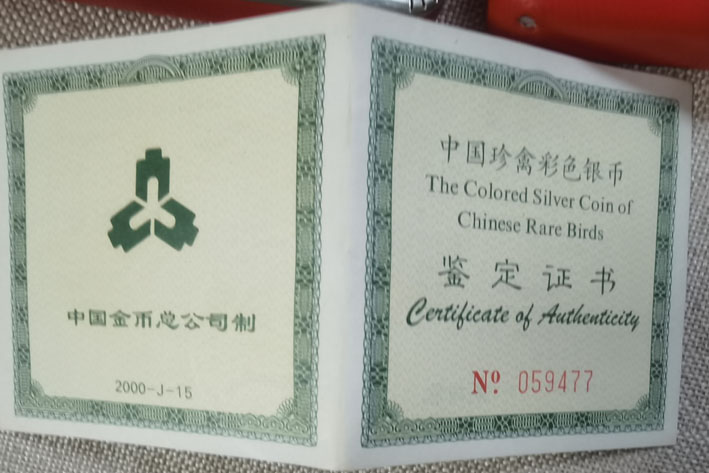 中国金币总公司制
2000-J-15
中国珍禽彩色银币
The Colored Silver Coin of
Chinese Rare Birds
鉴定证书
Certificate of Authenticity
Nº 059477